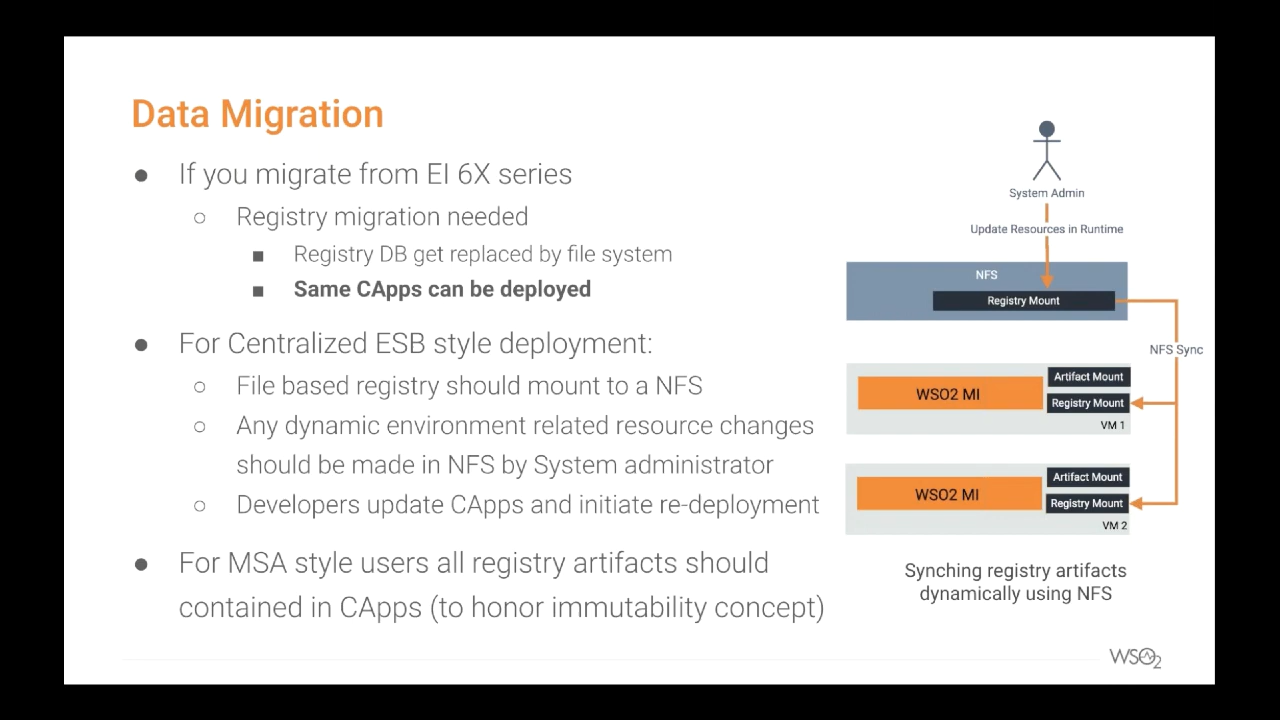 Data Migration
● If you migrate from EI 6X series
○ Registry migration needed
■ Registry DB get replaced by file system
■ Same CApps can be deployed
● For Centralized ESB style deployment:
○ File based registry should mount to a NFS
○ Any dynamic environment related resource changes
should be made in NFS by System administrator
○ Developers update CApps and initiate re-deployment
● For MSA style users all registry artifacts should
contained in CApps (to honor immutability concept)
System Admin
Update Resources in Runtime
NFS
Registry Mount
NFS Sync
WSO2 MI
Artifact Mount
Registry Mount
VM 1
WSO2 MI
Artifact Mount
Registry Mount
VM 2
Synching registry artifacts
dynamically using NFS
WSO2